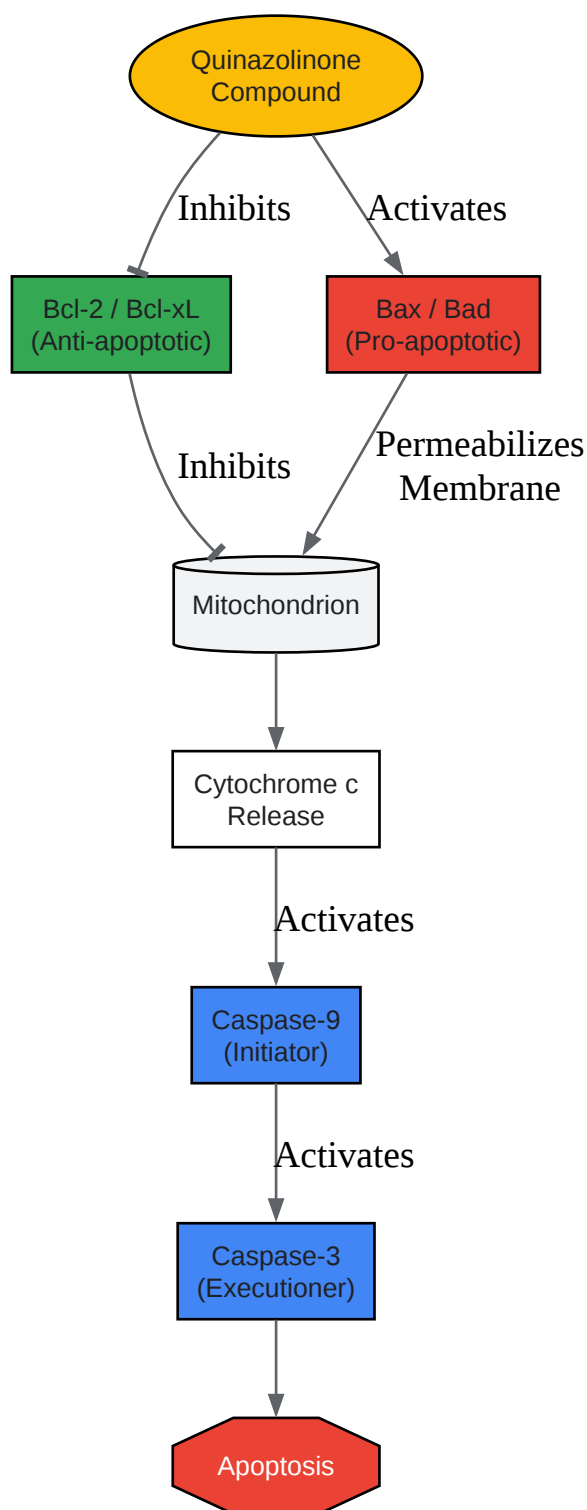 Quinazolinone
Compound
Inhibits
Activates
Bcl-2 / Bcl-xL
(Anti-apoptotic)
Bax / Bad
(Pro-apoptotic)
Inhibits
Permeabilizes
Membrane
Mitochondrion
Cytochrome c
Release
Activates
Caspase-9
(Initiator)
Activates
Caspase-3
(Executioner)
Apoptosis